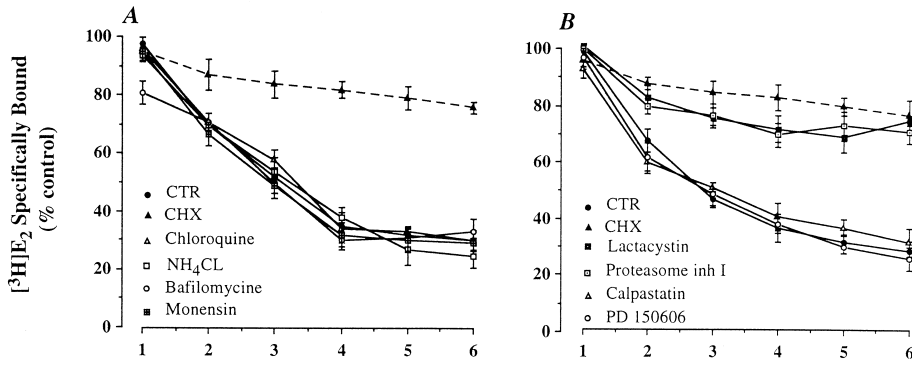 A
[³H]E₂ Specifically Bound
(% control)
100
80
60
40
20
0
CTR
CHX
Chloroquine
NH₄CL
Bafilomycine
Monensin
1 2 3 4 5 6
B
100
80
60
40
20
0
CTR
CHX
Lactacystin
Proteasome inh I
Calpastatin
PD 150606
1 2 3 4 5 6